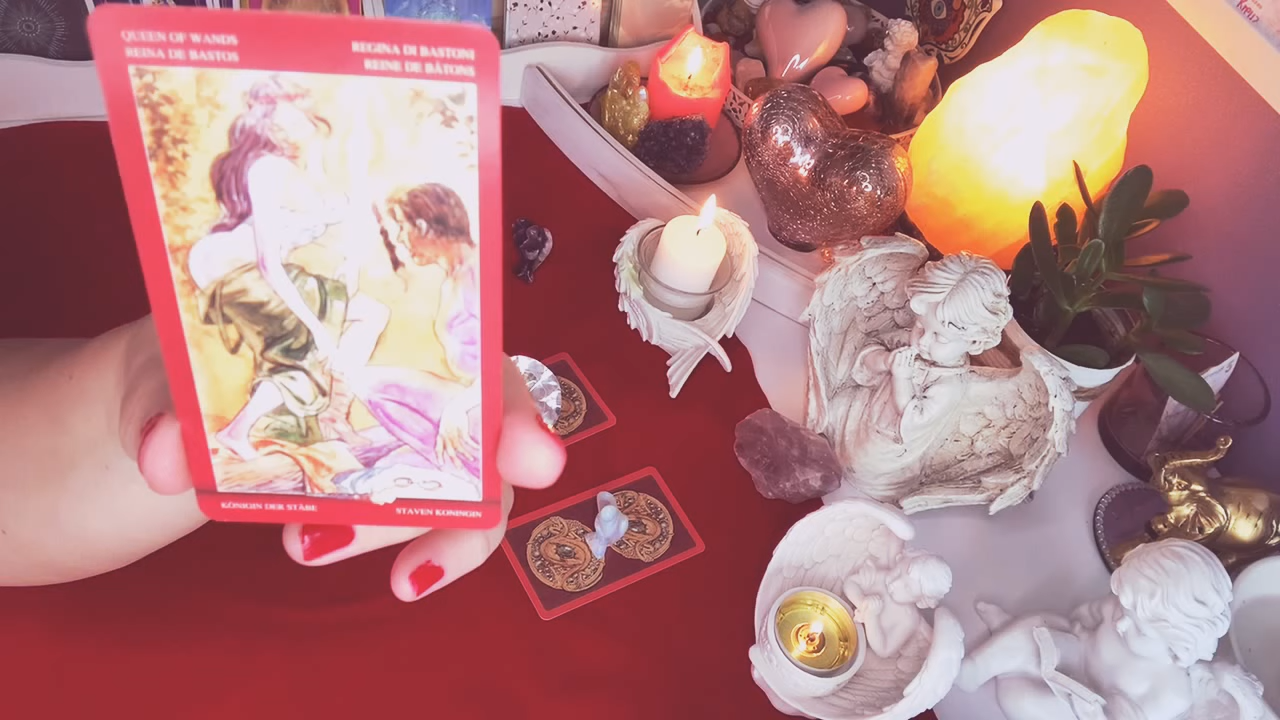 QUEEN OF WANDS
REINA DE BASTOS
REGINA DI BASTONI
REINE DE BÂTONS
KÖNIGIN DER STÄBE
STAVEN KONINGIN